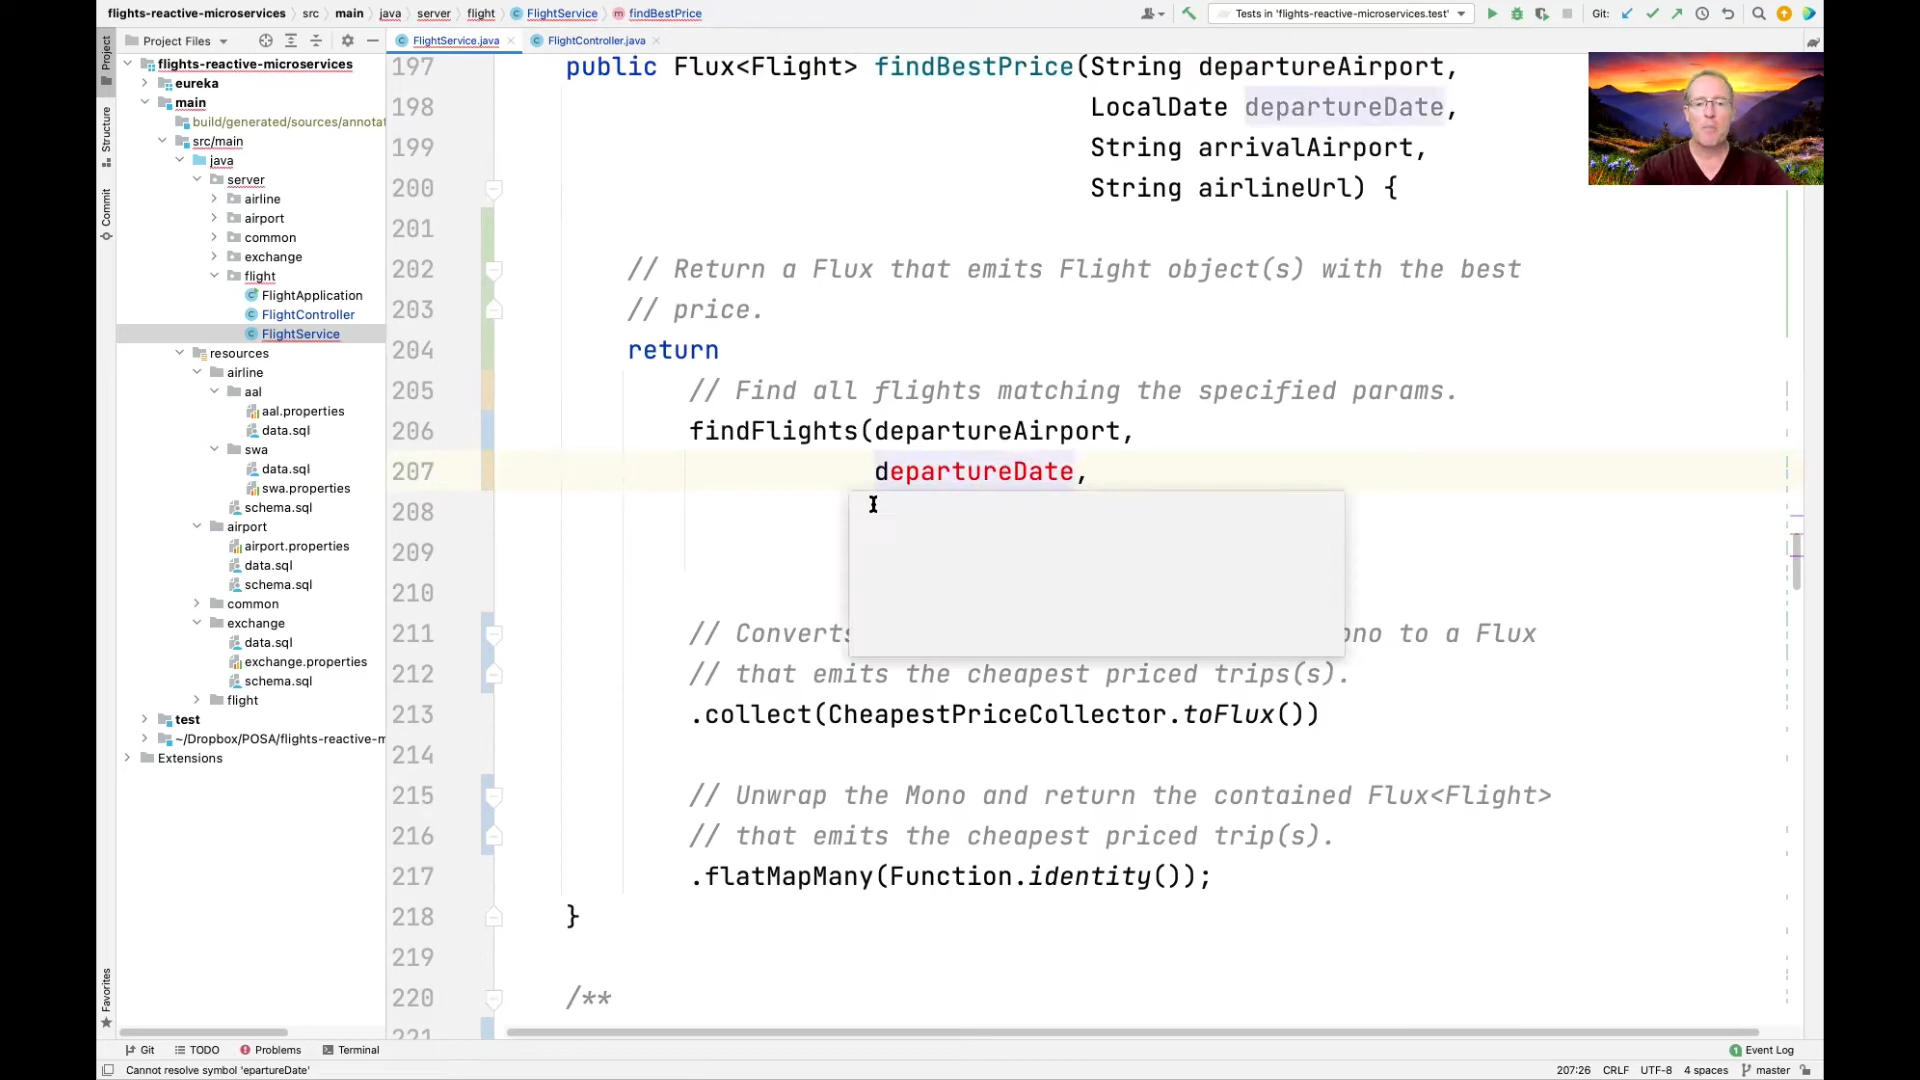 flights-reactive-microservices > src > main > java > server > flight > FlightService > findBestPrice
Tests in 'flights-reactive-microservices.test'
Git:
Project Files
FlightService.java
FlightController.java
Project
Structure
Commit
Favorites
flights-reactive-microservices
eureka
main
build/generated/sources/annotat
src/main
java
server
airline
airport
common
exchange
flight
FlightApplication
FlightController
FlightService
resources
airline
aal
aal.properties
data.sql
swa
data.sql
swa.properties
schema.sql
airport
airport.properties
data.sql
schema.sql
common
exchange
data.sql
exchange.properties
schema.sql
flight
test
~/Dropbox/POSA/flights-reactive-m
Extensions
197 public Flux<Flight> findBestPrice(String departureAirport,
198 LocalDate departureDate,
199 String arrivalAirport,
200 String airlineUrl) {
201
202 // Return a Flux that emits Flight object(s) with the best
203 // price.
204 return
205 // Find all flights matching the specified params.
206 findFlights(departureAirport,
207 departureDate,
208
209
210
211 // Converts ono to a Flux
212 // that emits the cheapest priced trips(s).
213 .collect(CheapestPriceCollector.toFlux())
214
215 // Unwrap the Mono and return the contained Flux<Flight>
216 // that emits the cheapest priced trip(s).
217 .flatMapMany(Function.identity());
218 }
219
220 /**
221
Git
TODO
Problems
Terminal
1 Event Log
Cannot resolve symbol 'epartureDate'
207:26 CRLF UTF-8 4 spaces master